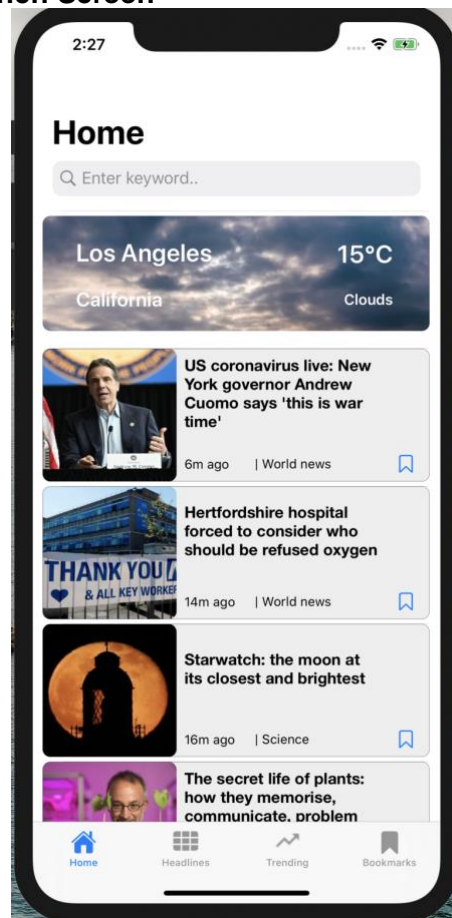 2:27
Home
Enter keyword..
Los Angeles
15°C
California
Clouds
US coronavirus live: New
York governor Andrew
Cuomo says 'this is war
time'
6m ago | World news
THANK YOU
& ALL KEY WORKER
Hertfordshire hospital
forced to consider who
should be refused oxygen
14m ago | World news
Starwatch: the moon at
its closest and brightest
16m ago | Science
The secret life of plants:
how they memorise,
communicate, problem
Home
Headlines
Trending
Bookmarks